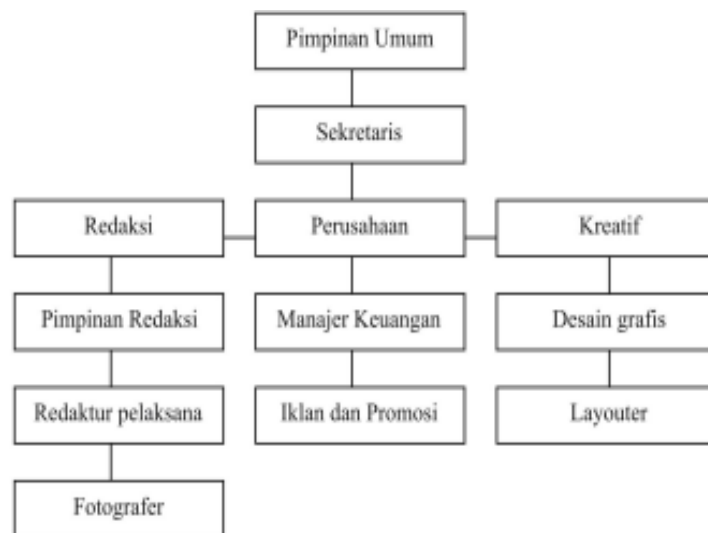 Pimpinan Umum
Sekretaris
Redaksi
Perusahaan
Kreatif
Pimpinan Redaksi
Manajer Keuangan
Desain grafis
Redaktur pelaksana
Iklan dan Promosi
Layouter
Fotografer